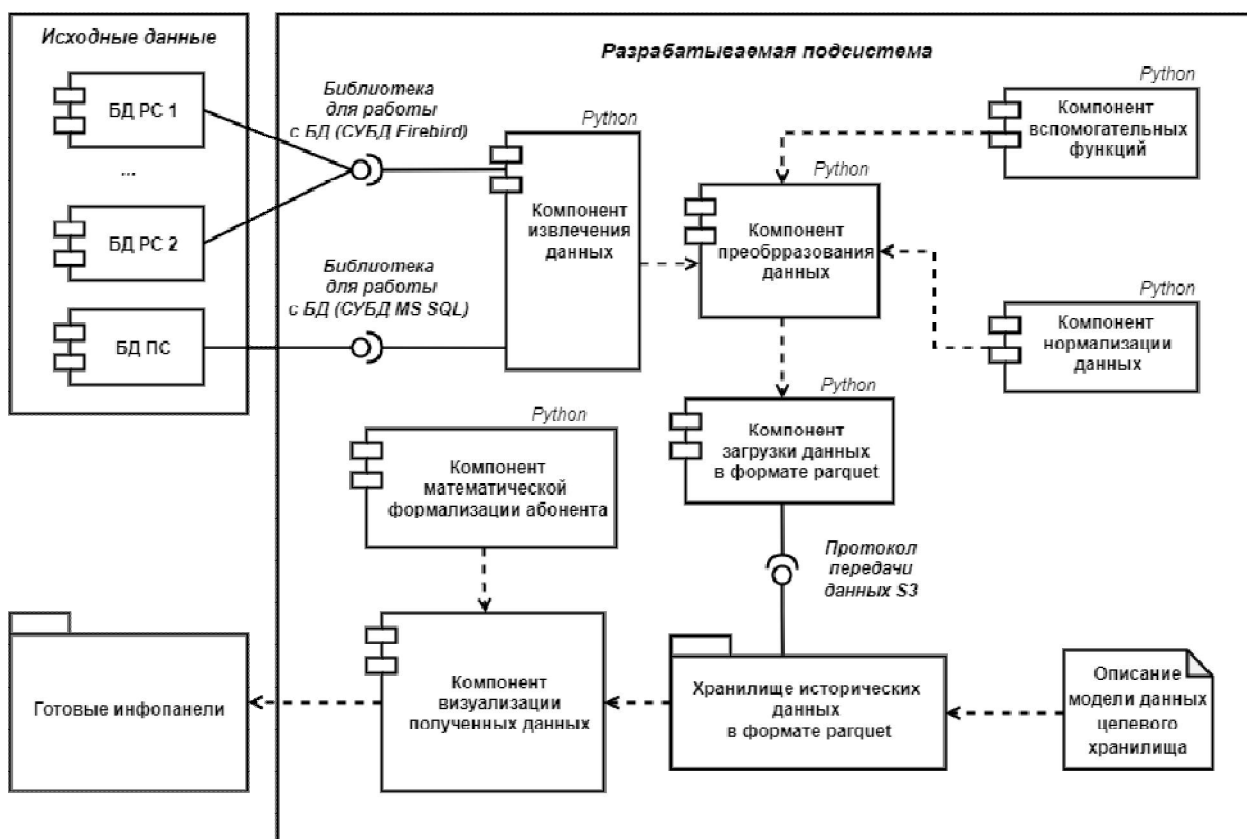 Исходные данные
БД РС 1
...
БД РС 2
БД ПС
Разрабатываемая подсистема
Библиотека
для работы
с БД (СУБД Firebird)
Библиотека
для работы
с БД (СУБД MS SQL)
Python
Компонент
извлечения
данных
Python
Компонент
преобрразования
данных
Python
Компонент
вспомогательных
функций
Python
Компонент
нормализации
данных
Python
Компонент
загрузки данных
в формате parquet
Python
Компонент
математической
формализации абонента
Протокол
передачи
данных S3
Готовые инфопанели
Компонент
визуализации
полученных данных
Хранилище исторических
данных
в формате parquet
Описание
модели данных
целевого
хранилища